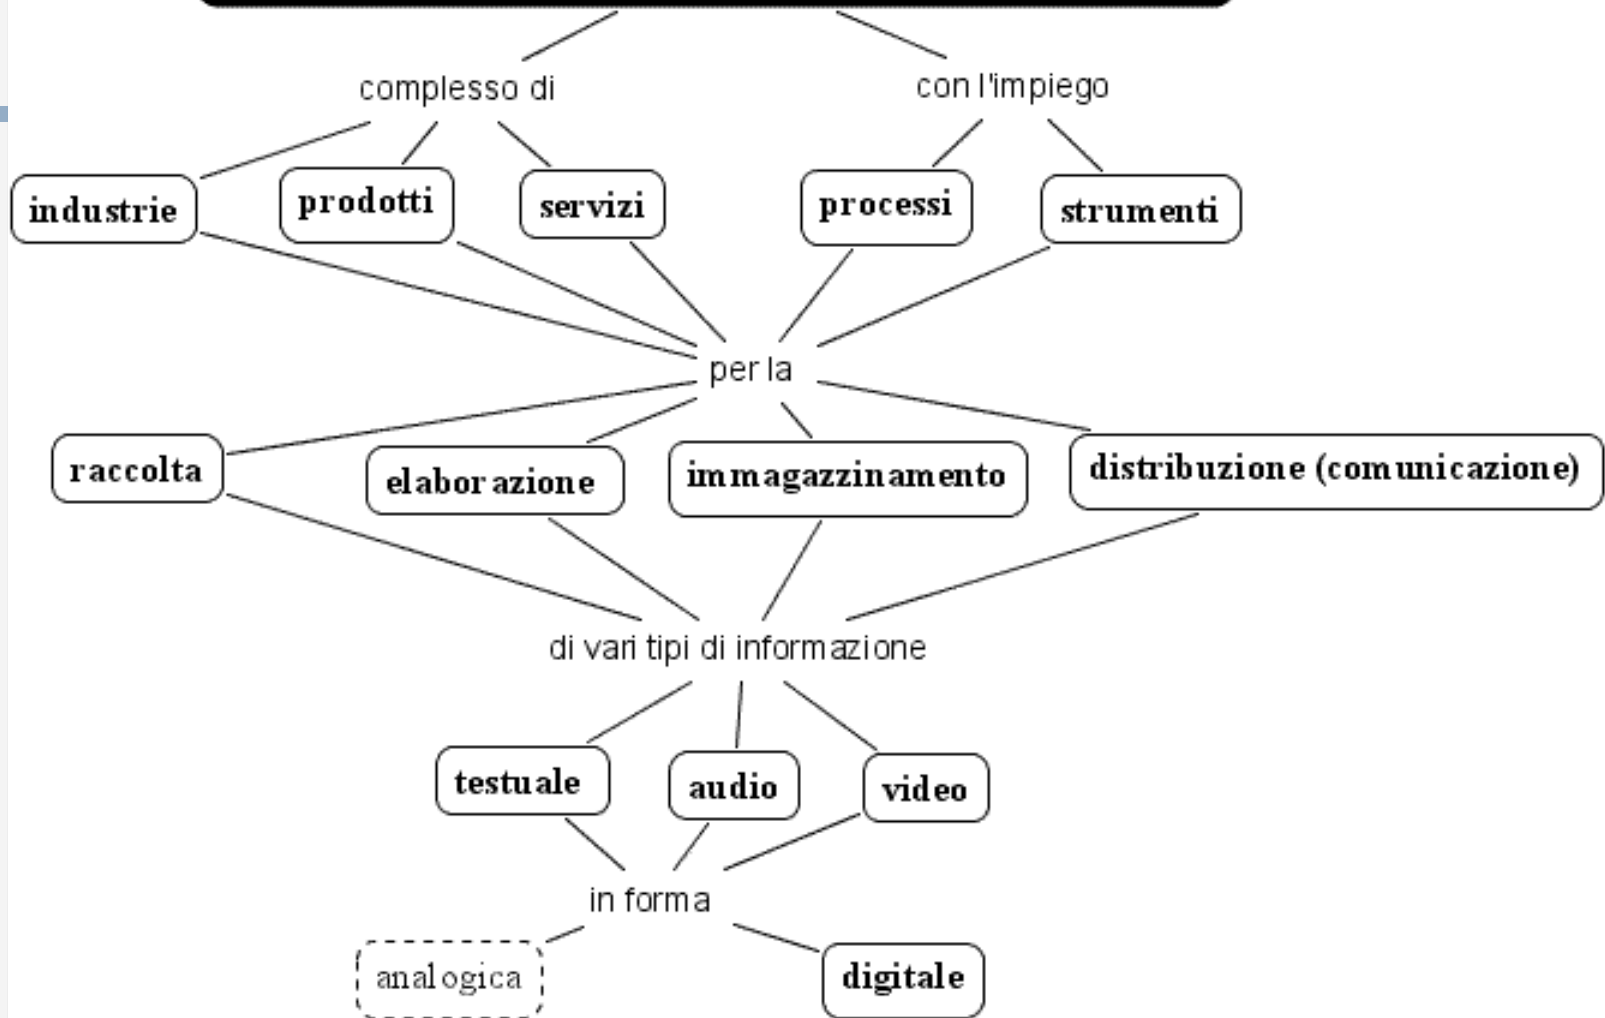 complesso di
con l'impiego
industrie
prodotti
servizi
processi
strumenti
per la
raccolta
elaborazione
immagazzinamento
distribuzione (comunicazione)
di vari tipi di informazione
testuale
audio
video
in forma
analogica
digitale